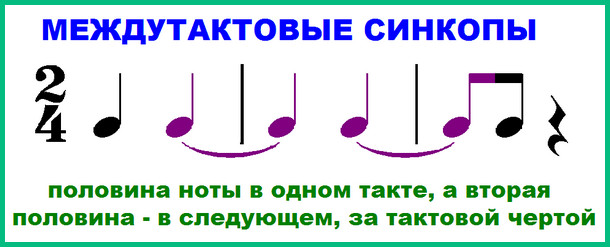 МЕЖДУТАКТОВЫЕ СИНКОПЫ
2
4
половина ноты в одном такте, а вторая
половина - в следующем, за тактовой чертой